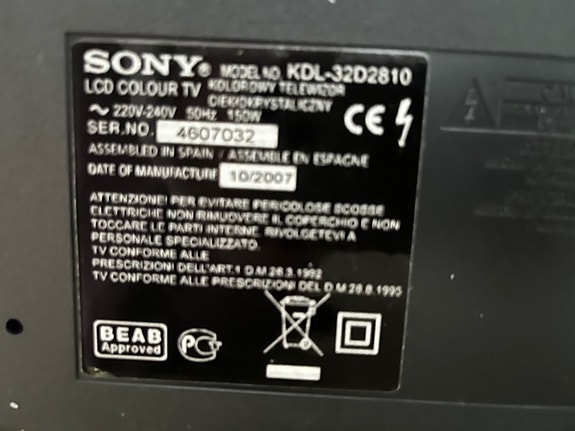 SONY® MODEL NO. KDL-32D2810
LCD COLOUR TV KOLOROWY TELEWIZOR
CIEKŁOKRYSTALICZNY
~ 220V-240V 50Hz 150W
CE
SER.NO. 4607032
ASSEMBLED IN SPAIN / ASSEMBLE EN ESPAGNE
DATE OF MANUFACTURE 10/2007
ATTENZIONE! PER EVITARE PERICOLOSE SCOSSE
ELETTRICHE NON RIMUOVERE IL COPERCHIO E NON
TOCCARE LE PARTI INTERNE. RIVOLGETEVI A
PERSONALE SPECIALIZZATO.
TV CONFORME ALLE
PRESCRIZIONI DELL'ART.1 D.M.26.3.1992
TV CONFORME ALLE PRESCRIZIONI DEL D.M.26.8.1995
BEAB
Approved